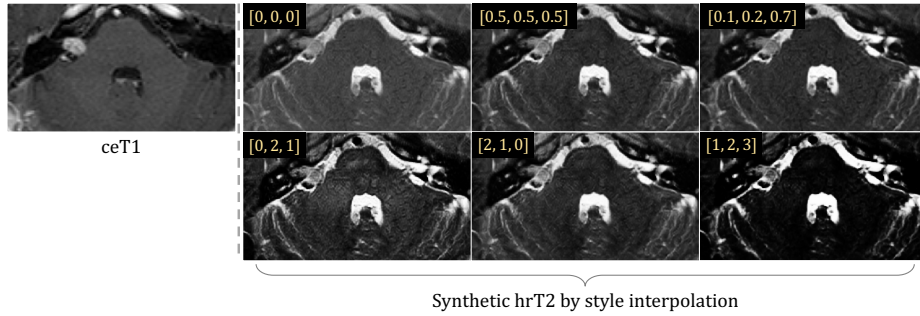 [0, 0, 0]
[0.5, 0.5, 0.5]
[0.1, 0.2, 0.7]
ceT1
[0, 2, 1]
[2, 1, 0]
[1, 2, 3]
Synthetic hrT2 by style interpolation